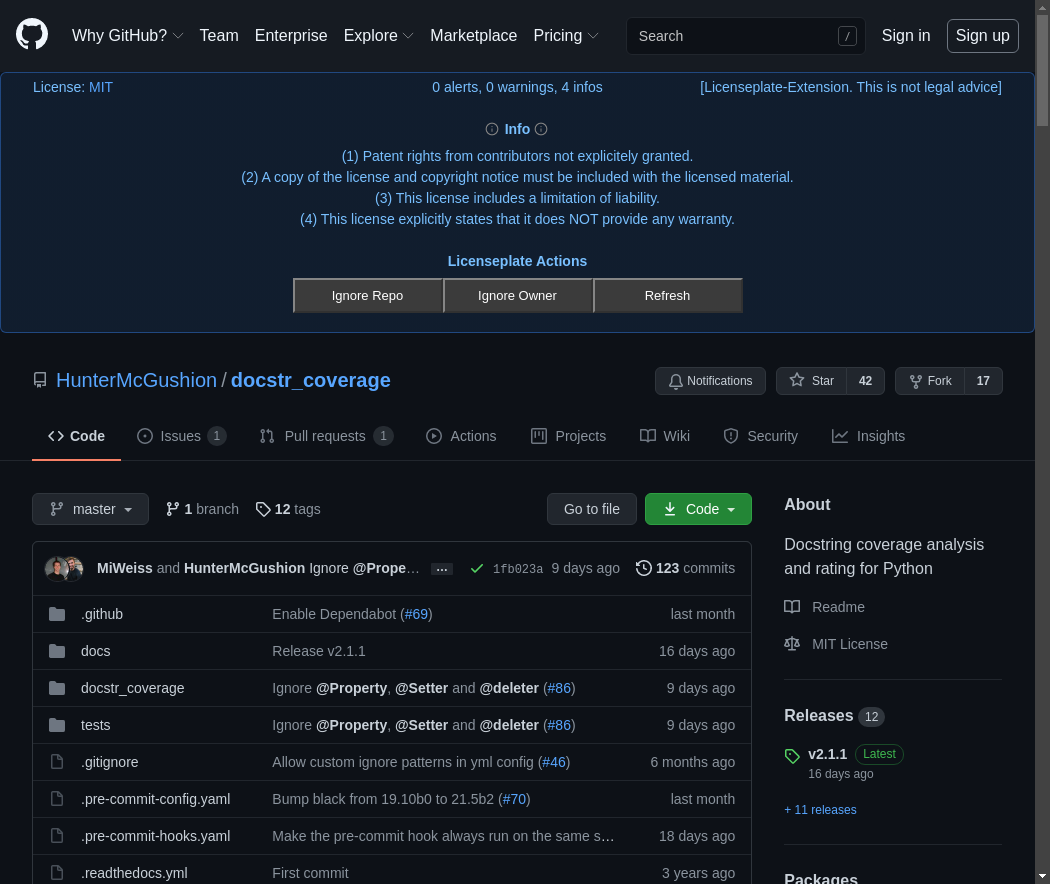 Why GitHub? Team Enterprise Explore Marketplace Pricing Search / Sign in Sign up
License: MIT 0 alerts, 0 warnings, 4 infos [Licenseplate-Extension. This is not legal advice]
Info
(1) Patent rights from contributors not explicitely granted.
(2) A copy of the license and copyright notice must be included with the licensed material.
(3) This license includes a limitation of liability.
(4) This license explicitly states that it does NOT provide any warranty.
Licenseplate Actions
Ignore Repo Ignore Owner Refresh
HunterMcGushion / docstr_coverage Notifications Star 42 Fork 17
Code Issues 1 Pull requests 1 Actions Projects Wiki Security Insights
master 1 branch 12 tags Go to file Code
MiWeiss and HunterMcGushion Ignore @Prope… ... 1fb023a 9 days ago 123 commits
.github Enable Dependabot (#69) last month
docs Release v2.1.1 16 days ago
docstr_coverage Ignore @Property, @Setter and @deleter (#86) 9 days ago
tests Ignore @Property, @Setter and @deleter (#86) 9 days ago
.gitignore Allow custom ignore patterns in yml config (#46) 6 months ago
.pre-commit-config.yaml Bump black from 19.10b0 to 21.5b2 (#70) last month
.pre-commit-hooks.yaml Make the pre-commit hook always run on the same s… 18 days ago
.readthedocs.yml First commit 3 years ago
About
Docstring coverage analysis
and rating for Python
Readme
MIT License
Releases 12
v2.1.1 Latest
16 days ago
+ 11 releases
Packages